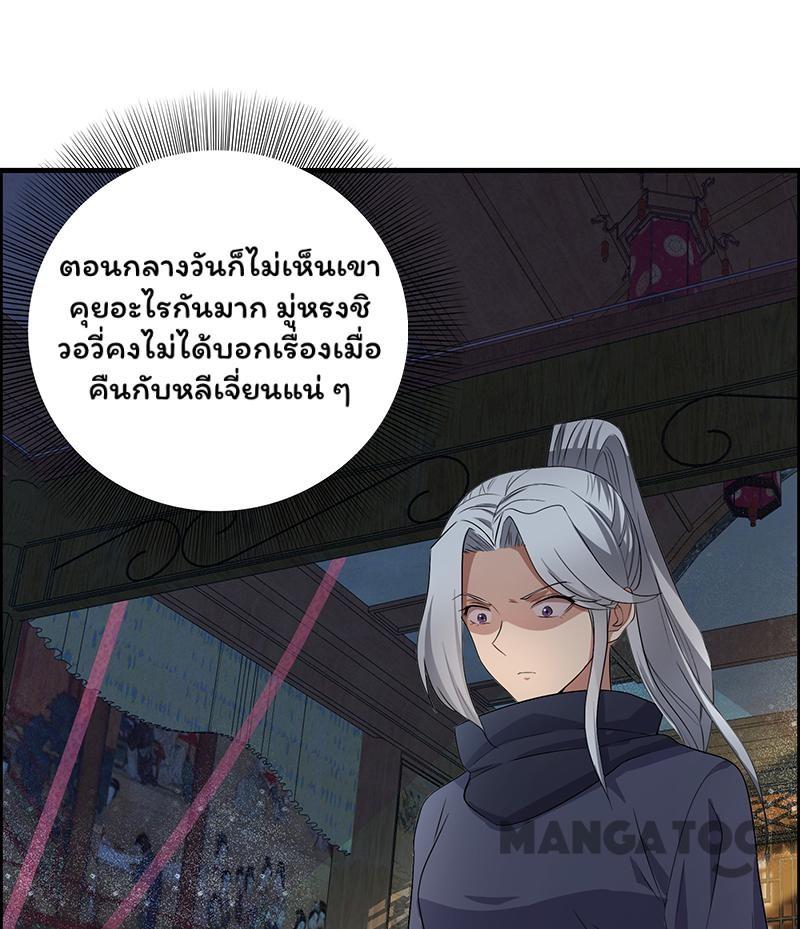 ตอนกลางวันก็ไม่เห็นเขา
คุยอะไรกันมาก มู่หรงชิ
วอวี่คงไม่ได้บอกเรื่องเมื่อ
คืนกับหลีเจี่ยนแน่ ๆ
MANGATOON